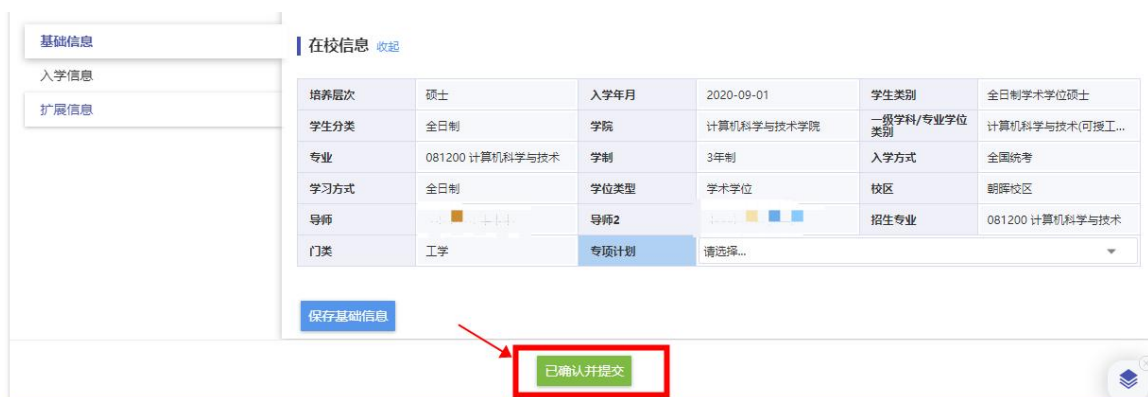 基础信息
入学信息
扩展信息
在校信息 收起
培养层次 硕士 入学年月 2020-09-01 学生类别 全日制学术学位硕士
学生分类 全日制 学院 计算机科学与技术学院 一级学科/专业学位类别 计算机科学与技术(可授工...
专业 081200 计算机科学与技术 学制 3年制 入学方式 全国统考
学习方式 全日制 学位类型 学术学位 校区 朝晖校区
导师 导师2 招生专业 081200 计算机科学与技术
门类 工学 专项计划 请选择...
保存基础信息
已确认并提交